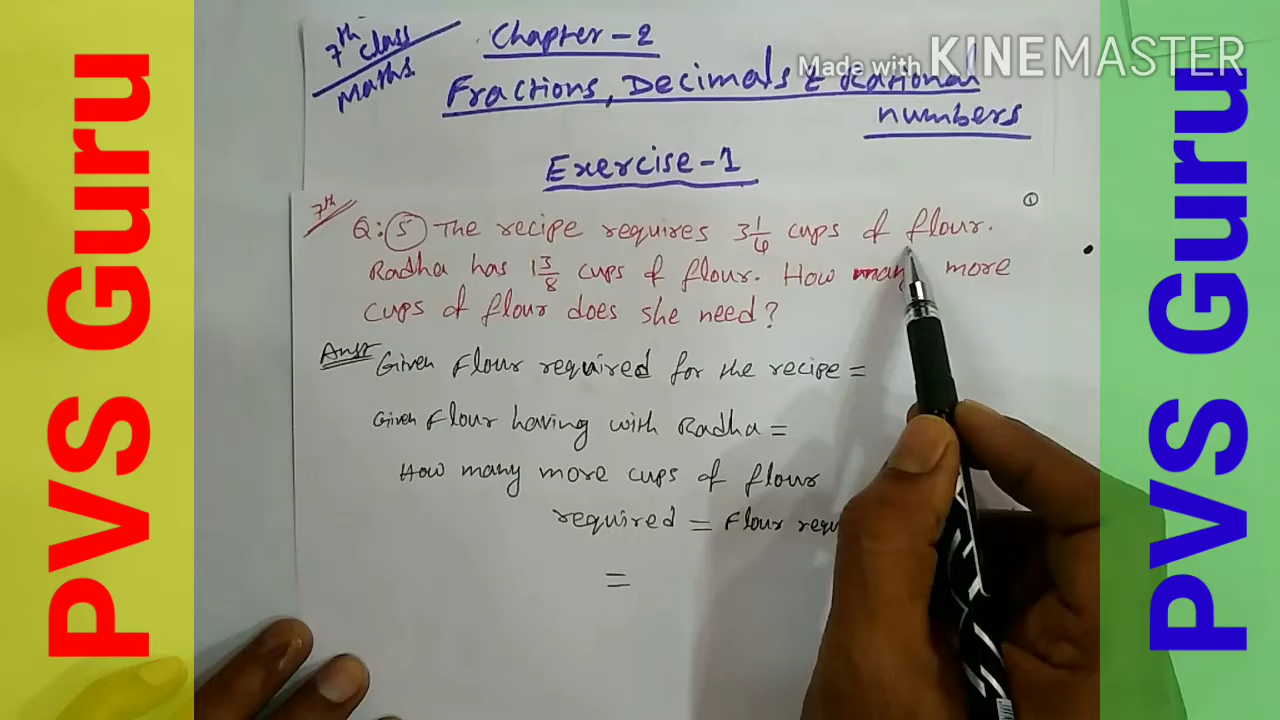 7th class
maths
Chapter-2
Made with KINEMASTER
Fractions, Decimals & Rational
numbers
Exercise-1
7th
①
Q: 5 The recipe requires 3 1/4 cups of flour.
Radha has 1 3/8 cups of flour. How many more
cups of flour does she need?
Ans:
Given Flour required for the recipe =
Given Flour having with Radha =
How many more cups of flour
required = Flour
=
PVS Guru
PVS Guru